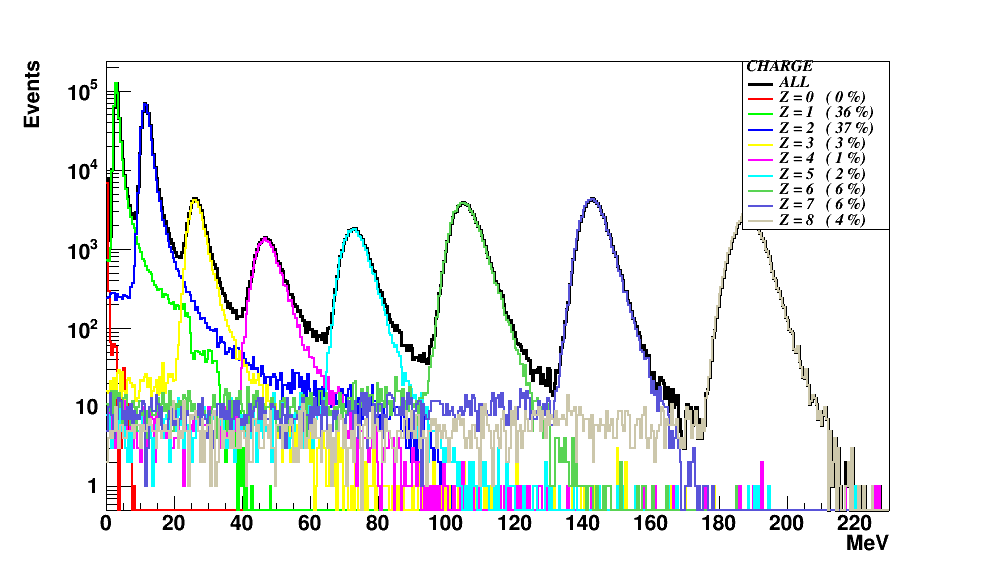 Events
10^5
10^4
10^3
10^2
10
1
CHARGE
ALL
Z = 0 ( 0 %)
Z = 1 ( 36 %)
Z = 2 ( 37 %)
Z = 3 ( 3 %)
Z = 4 ( 1 %)
Z = 5 ( 2 %)
Z = 6 ( 6 %)
Z = 7 ( 6 %)
Z = 8 ( 4 %)
0 20 40 60 80 100 120 140 160 180 200 220
MeV